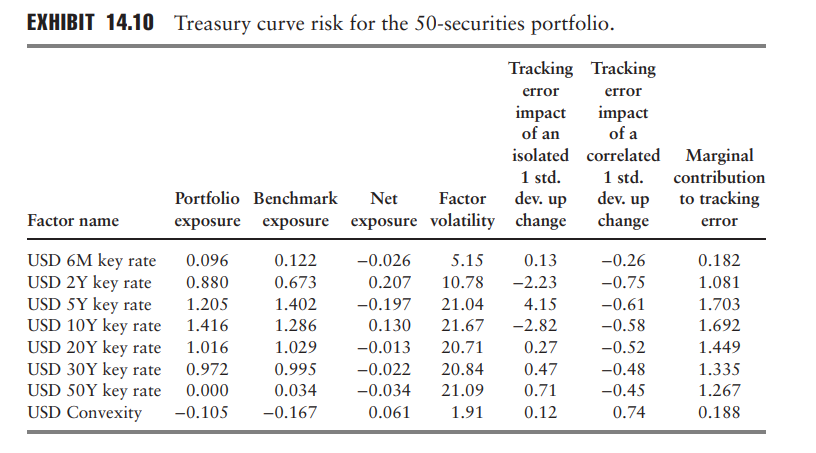 EXHIBIT 14.10 Treasury curve risk for the 50-securities portfolio.
Tracking Tracking
error error
impact impact
of an of a
isolated correlated Marginal
1 std. 1 std. contribution
Portfolio Benchmark Net Factor dev. up dev. up to tracking
Factor name exposure exposure exposure volatility change change error
USD 6M key rate 0.096 0.122 −0.026 5.15 0.13 −0.26 0.182
USD 2Y key rate 0.880 0.673 0.207 10.78 −2.23 −0.75 1.081
USD 5Y key rate 1.205 1.402 −0.197 21.04 4.15 −0.61 1.703
USD 10Y key rate 1.416 1.286 0.130 21.67 −2.82 −0.58 1.692
USD 20Y key rate 1.016 1.029 −0.013 20.71 0.27 −0.52 1.449
USD 30Y key rate 0.972 0.995 −0.022 20.84 0.47 −0.48 1.335
USD 50Y key rate 0.000 0.034 −0.034 21.09 0.71 −0.45 1.267
USD Convexity −0.105 −0.167 0.061 1.91 0.12 0.74 0.188